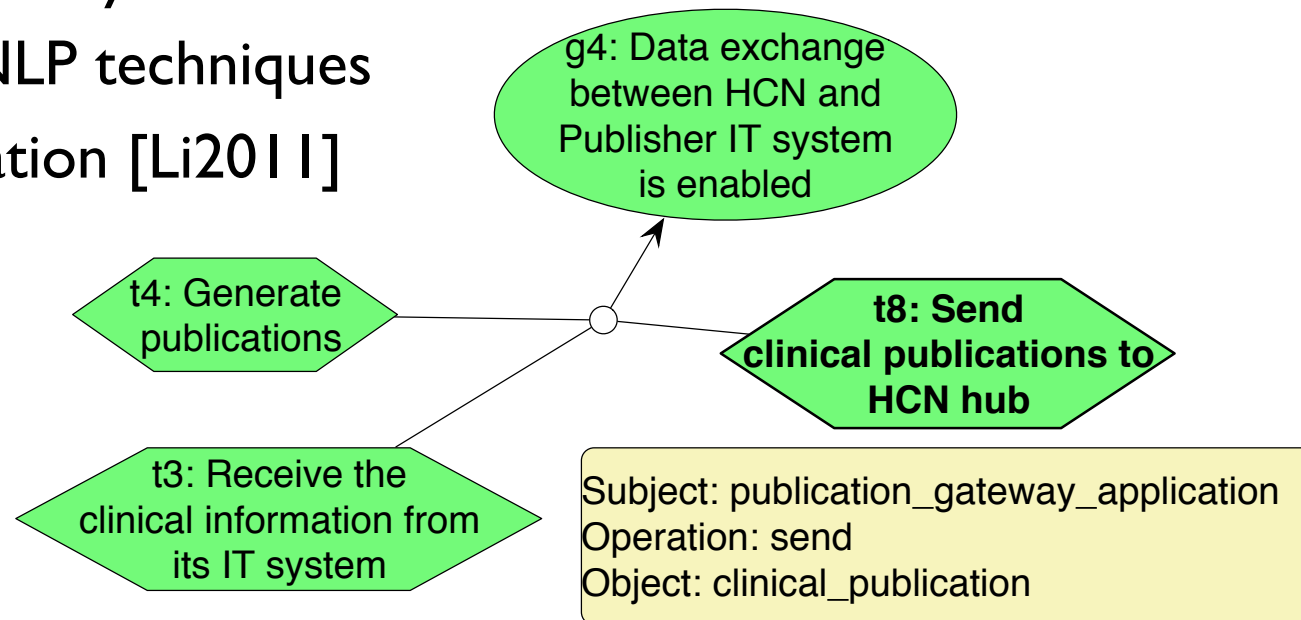 NLP techniques
ation [Li2011]
g4: Data exchange
between HCN and
Publisher IT system
is enabled
t4: Generate
publications
t8: Send
clinical publications to
HCN hub
t3: Receive the
clinical information from
its IT system
Subject: publication_gateway_application
Operation: send
Object: clinical_publication